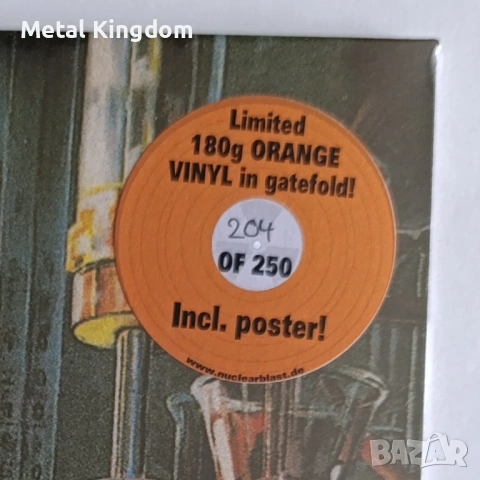 Metal Kingdom
Limited
180g ORANGE
VINYL in gatefold!
204
OF 250
Incl. poster!
www.nuclearblast.de
BAZAR